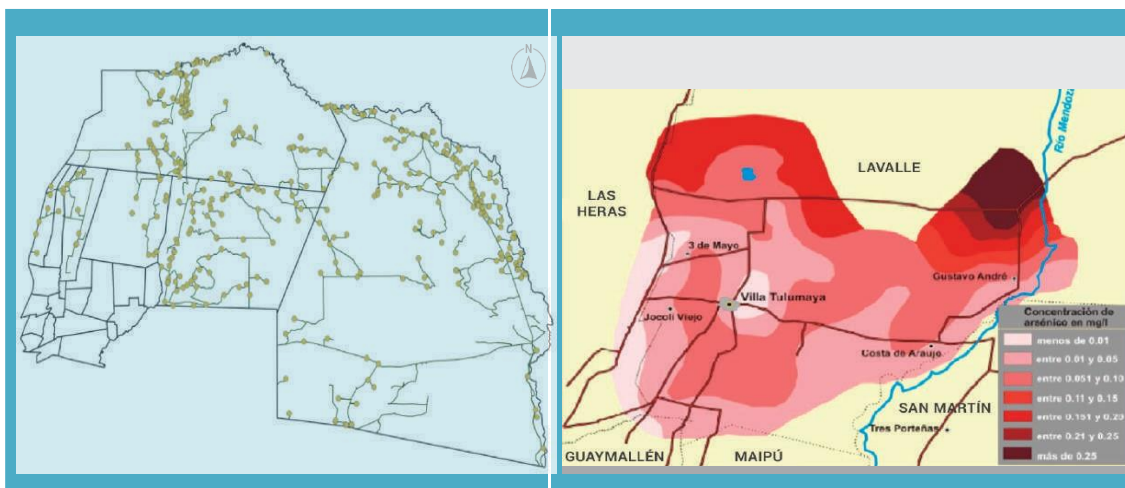 N
Río Mendoza
LAVALLE
LAS
HERAS
3 de Mayo
Gustavo André
Villa Tulumaya
Jocolí Viejo
Costa de Araujo
SAN MARTÍN
Tres Porteñas
GUAYMALLÉN
MAIPÚ
Concentración de
arsénico en mg/l
menos de 0.01
entre 0.01 y 0.05
entre 0.051 y 0.10
entre 0.11 y 0.15
entre 0.151 y 0.20
entre 0.21 y 0.25
más de 0.25